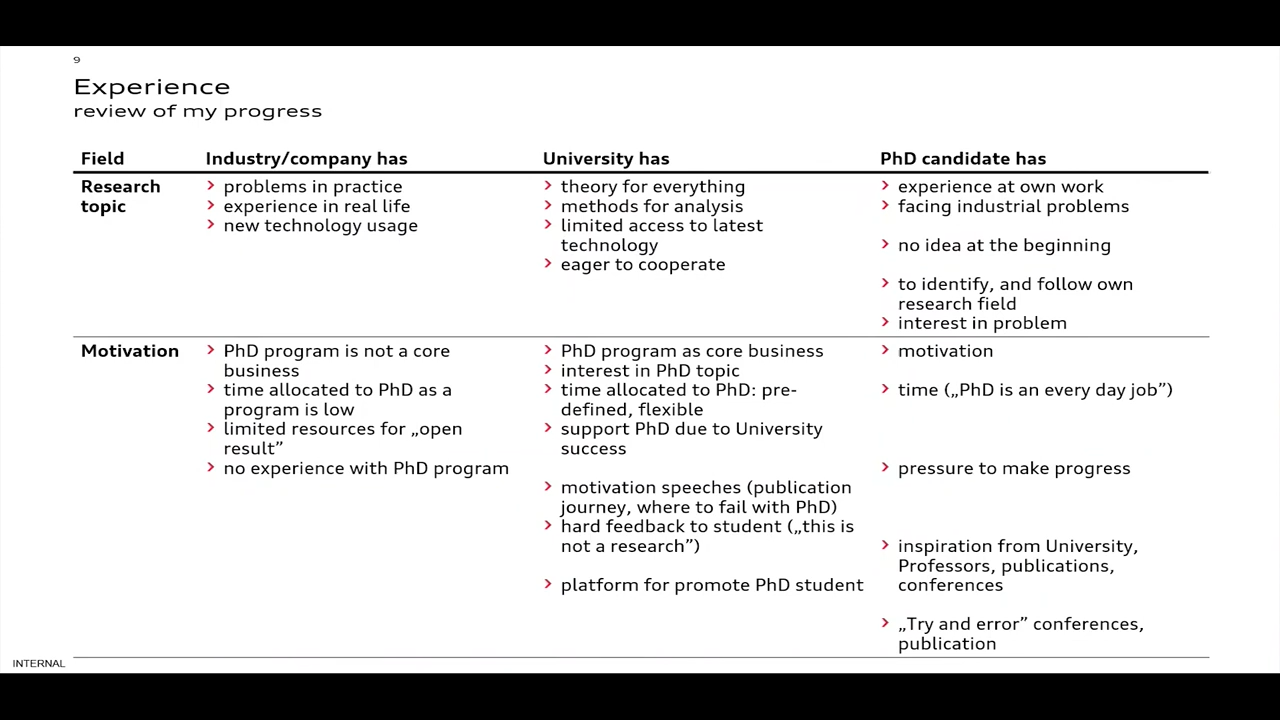 9
Experience
review of my progress
Field Industry/company has University has PhD candidate has
Research
topic
> problems in practice
> experience in real life
> new technology usage
> theory for everything
> methods for analysis
> limited access to latest
technology
> eager to cooperate
> experience at own work
> facing industrial problems
> no idea at the beginning
> to identify, and follow own
research field
> interest in problem
Motivation
> PhD program is not a core
business
> time allocated to PhD as a
program is low
> limited resources for „open
result”
> no experience with PhD program
> PhD program as core business
> interest in PhD topic
> time allocated to PhD: pre-
defined, flexible
> support PhD due to University
success
> motivation speeches (publication
journey, where to fail with PhD)
> hard feedback to student („this is
not a research”)
> platform for promote PhD student
> motivation
> time („PhD is an every day job”)
> pressure to make progress
> inspiration from University,
Professors, publications,
conferences
> „Try and error” conferences,
publication
INTERNAL